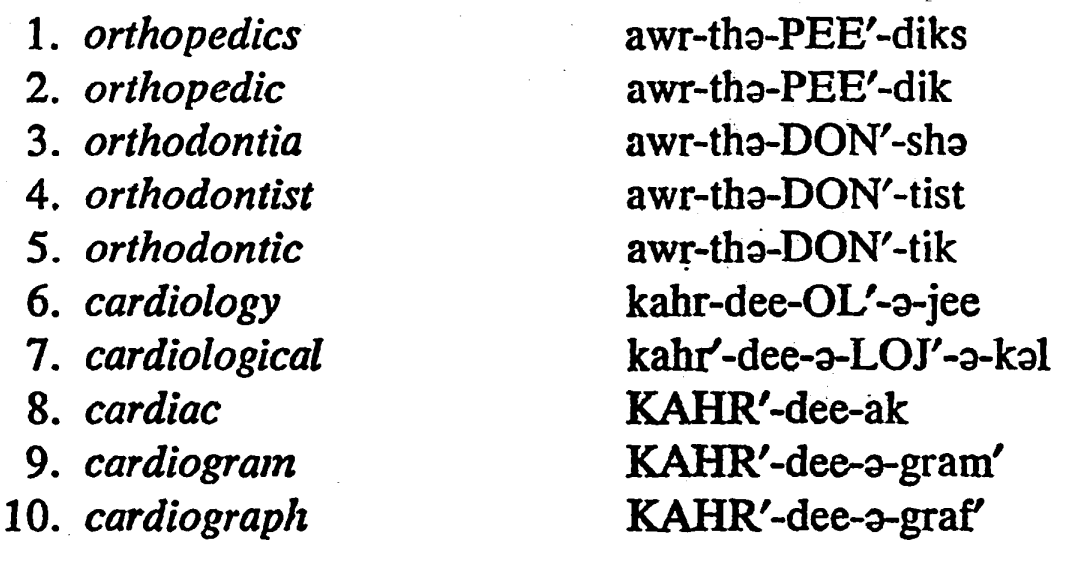 1. orthopedics awr-thə-PEE′-diks
2. orthopedic awr-thə-PEE′-dik
3. orthodontia awr-thə-DON′-shə
4. orthodontist awr-thə-DON′-tist
5. orthodontic awr-thə-DON′-tik
6. cardiology kahr-dee-OL′-ə-jee
7. cardiological kahr′-dee-ə-LOJ′-ə-kəl
8. cardiac KAHR′-dee-ak
9. cardiogram KAHR′-dee-ə-gram′
10. cardiograph KAHR′-dee-ə-graf′